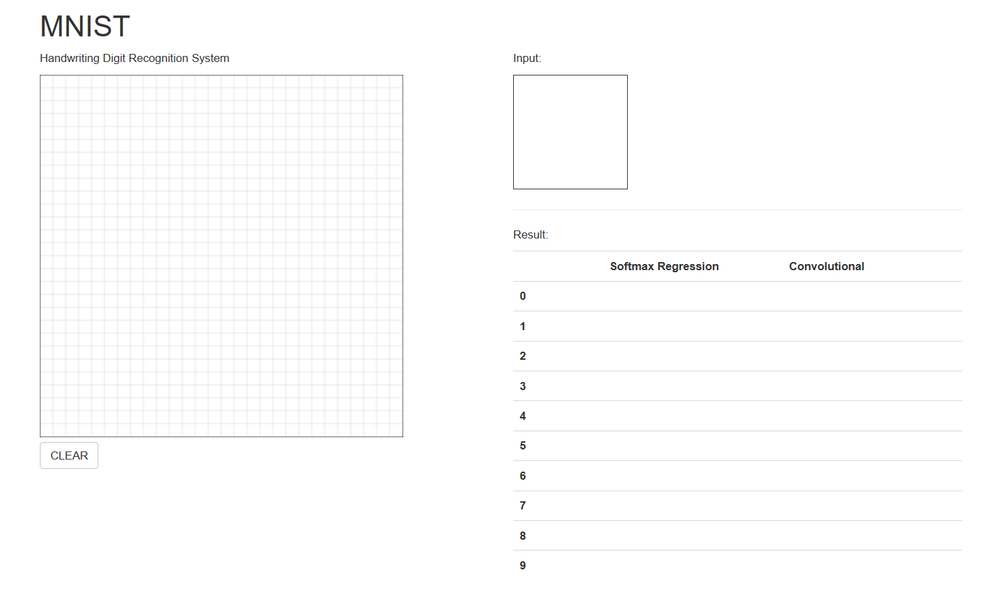 MNIST
Handwriting Digit Recognition System
CLEAR
Input:
Result:
Softmax Regression Convolutional
0
1
2
3
4
5
6
7
8
9